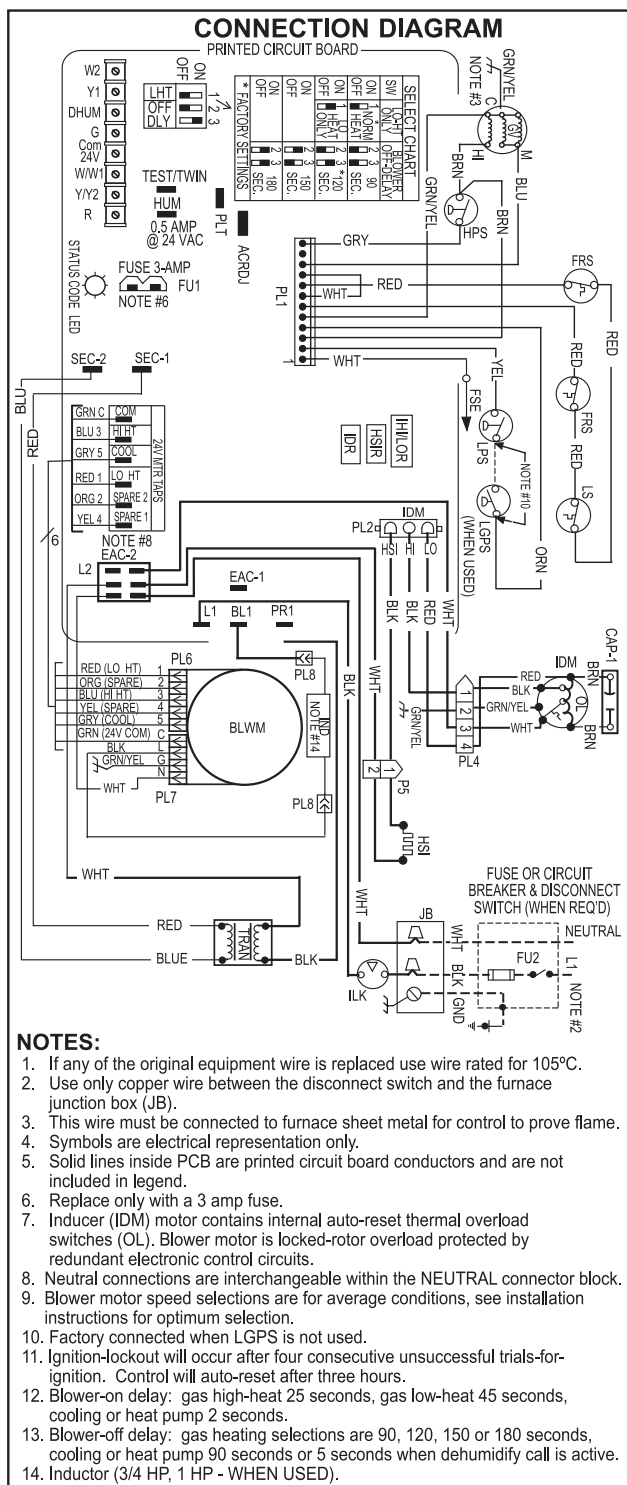 CONNECTION DIAGRAM
PRINTED CIRCUIT BOARD
W2
Y1
DHUM
G
Com
24V
W/W1
Y/Y2
R
OFF
ON
LHT
OFF
DLY
1
2
3
SELECT CHART
SW
LO-HT
ONLY
BLOWER
OFF-DELAY
ON
OFF
1
*
NORM
HEAT
2 3
90
SEC.
ON
OFF
1
LO
HEAT
ONLY
2 3
*120
SEC.
ON
OFF
2 3
150
SEC.
ON
OFF
2 3
180
SEC.
* FACTORY SETTINGS
TEST/TWIN
HUM
0.5 AMP
@ 24 VAC
PLT
ACRDJ
STATUS CODE LED
FUSE 3-AMP
FU1
NOTE #6
GRN/YEL
NOTE #3
C
GV
HI
M
BRN
BLU
GRN/YEL
HPS
BRN
GRY
PL1
WHT
RED
FRS
RED
1
WHT
YEL
RED
FRS
RED
LS
FSE
LPS
NOTE #10
LGPS
(WHEN USED)
ORN
SEC-2
SEC-1
BLU
RED
GRN C
COM
BLU 3
HI HT
GRY 5
COOL
RED 1
LO HT
ORG 2
SPARE 2
YEL 4
SPARE 1
24V MTR TAPS
6
NOTE #8
IDR
HSIR
IHI/LOR
PL2
IDM
HSI
HI
LO
BLK
BLK
RED
WHT
EAC-2
L2
EAC-1
L1
BL1
PR1
PL8
RED (LO HT) 1
ORG (SPARE) 2
BLU (HI HT) 3
YEL (SPARE) 4
GRY (COOL) 5
GRN (24V COM) C
BLK L
GRN/YEL G
WHT N
PL6
PL7
BLWM
IND
NOTE #14
PL8
BLK
WHT
GRN/YEL
1
2
3
4
PL4
RED
BLK
GRN/YEL
WHT
IDM
OL
BRN
BRN
CAP-1
2
1
P5
HSI
WHT
RED
BLUE
TRAN
BLK
WHT
ILK
JB
WHT
BLK
GND
FUSE OR CIRCUIT
BREAKER & DISCONNECT
SWITCH (WHEN REQ'D)
NEUTRAL
FU2
L1
NOTE #2
NOTES:
1. If any of the original equipment wire is replaced use wire rated for 105ºC.
2. Use only copper wire between the disconnect switch and the furnace
junction box (JB).
3. This wire must be connected to furnace sheet metal for control to prove flame.
4. Symbols are electrical representation only.
5. Solid lines inside PCB are printed circuit board conductors and are not
included in legend.
6. Replace only with a 3 amp fuse.
7. Inducer (IDM) motor contains internal auto-reset thermal overload
switches (OL). Blower motor is locked-rotor overload protected by
redundant electronic control circuits.
8. Neutral connections are interchangeable within the NEUTRAL connector block.
9. Blower motor speed selections are for average conditions, see installation
instructions for optimum selection.
10. Factory connected when LGPS is not used.
11. Ignition-lockout will occur after four consecutive unsuccessful trials-for-
ignition. Control will auto-reset after three hours.
12. Blower-on delay: gas high-heat 25 seconds, gas low-heat 45 seconds,
cooling or heat pump 2 seconds.
13. Blower-off delay: gas heating selections are 90, 120, 150 or 180 seconds,
cooling or heat pump 90 seconds or 5 seconds when dehumidify call is active.
14. Inductor (3/4 HP, 1 HP - WHEN USED).